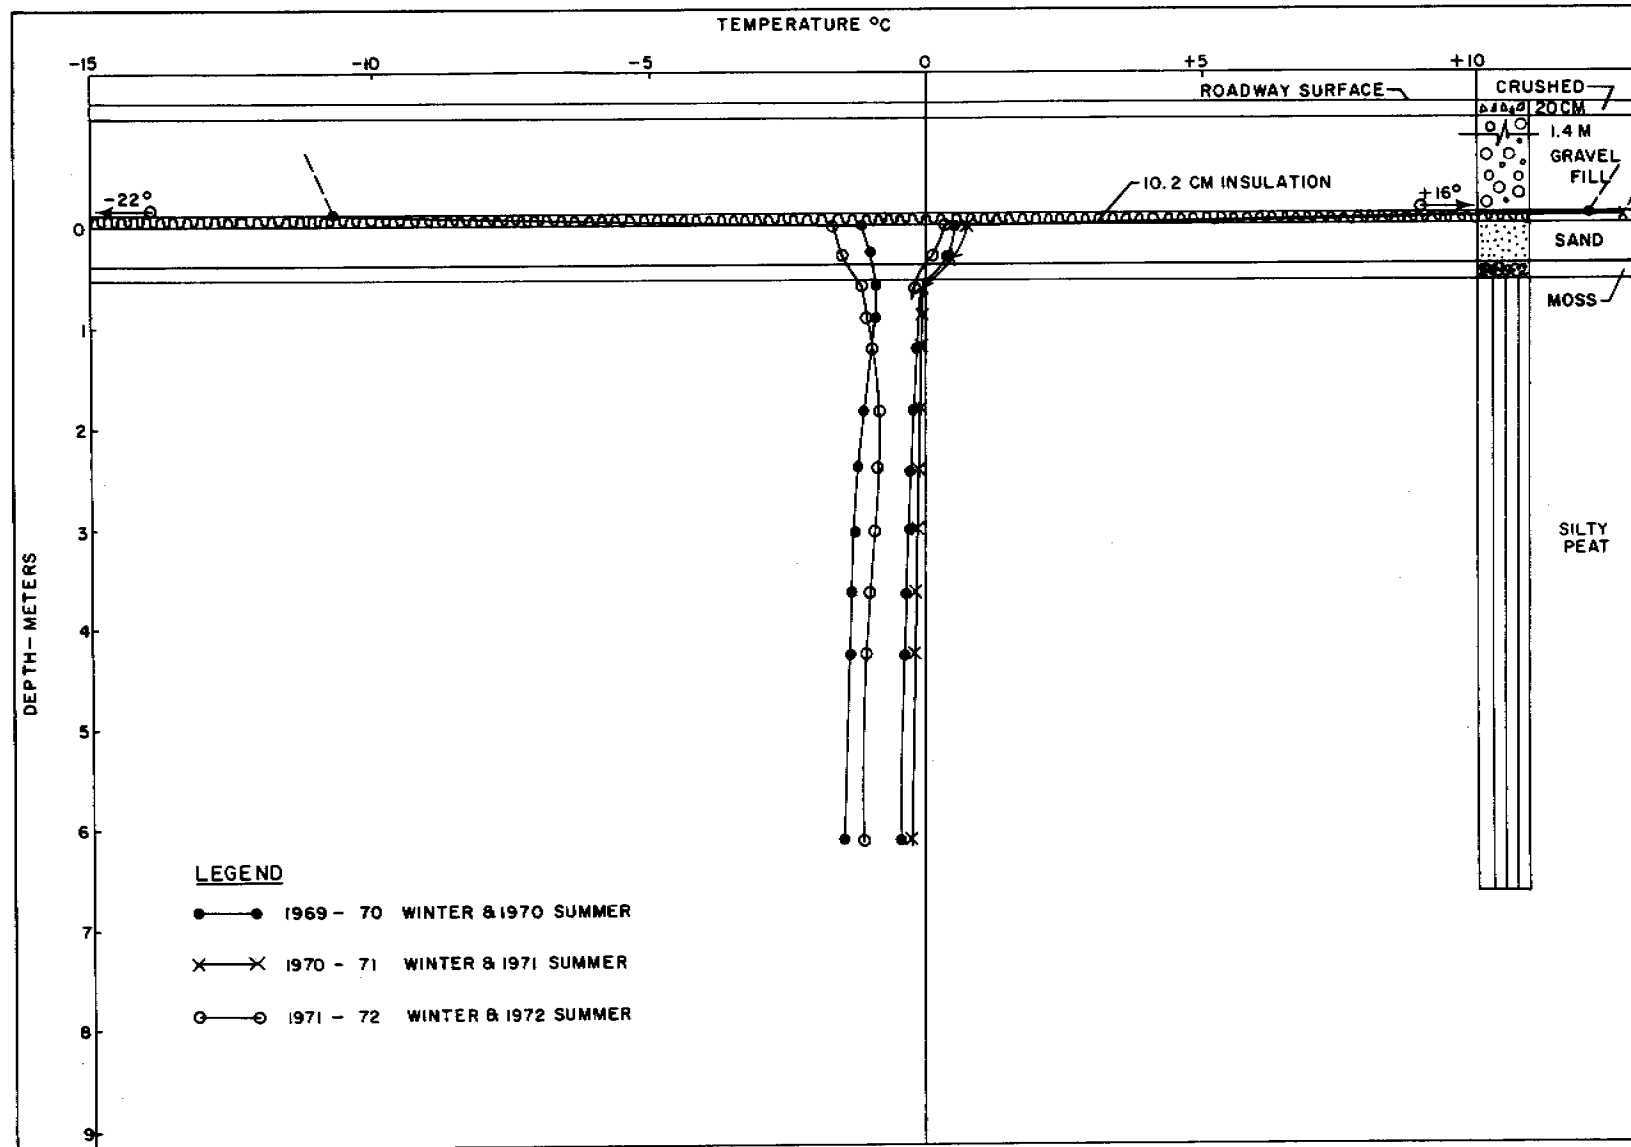 TEMPERATURE °C
-15 -10 -5 0 +5 +10
ROADWAY SURFACE
CRUSHED
20 CM
1.4 M
GRAVEL
FILL
10.2 CM INSULATION
-22°
+16°
SAND
MOSS
SILTY
PEAT
DEPTH-METERS
0
1
2
3
4
5
6
7
8
9
LEGEND
1969 - 70 WINTER & 1970 SUMMER
1970 - 71 WINTER & 1971 SUMMER
1971 - 72 WINTER & 1972 SUMMER